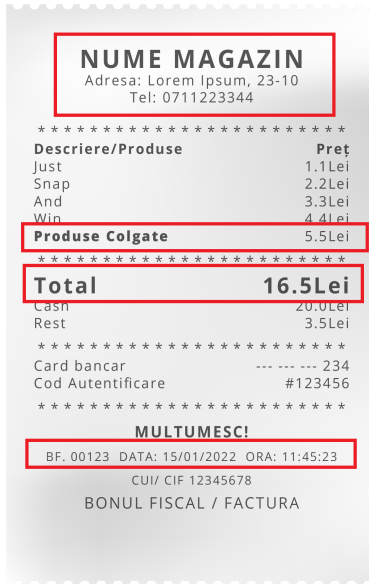 NUME MAGAZIN
Adresa: Lorem Ipsum, 23-10
Tel: 0711223344
* * * * * * * * * * * * * * * * * * * * * * * *
Descriere/Produse Preț
Just 1.1Lei
Snap 2.2Lei
And 3.3Lei
Win 4.4Lei
Produse Colgate 5.5Lei
* * * * * * * * * * * * * * * * * * * * * * * *
Total 16.5Lei
Cash 20.0Lei
Rest 3.5Lei
* * * * * * * * * * * * * * * * * * * * * * * *
Card bancar --- --- --- 234
Cod Autentificare #123456
* * * * * * * * * * * * * * * * * * * * * * * *
MULTUMESC!
BF. 00123 DATA: 15/01/2022 ORA: 11:45:23
CUI/ CIF 12345678
BONUL FISCAL / FACTURA